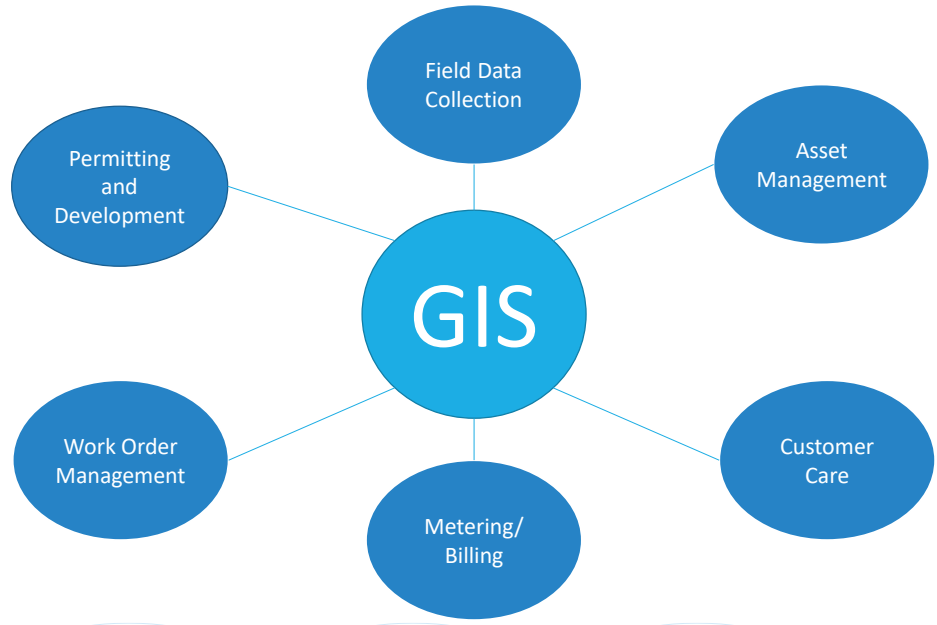 Field Data
Collection
Permitting
and
Development
Asset
Management
GIS
Work Order
Management
Customer
Care
Metering/
Billing